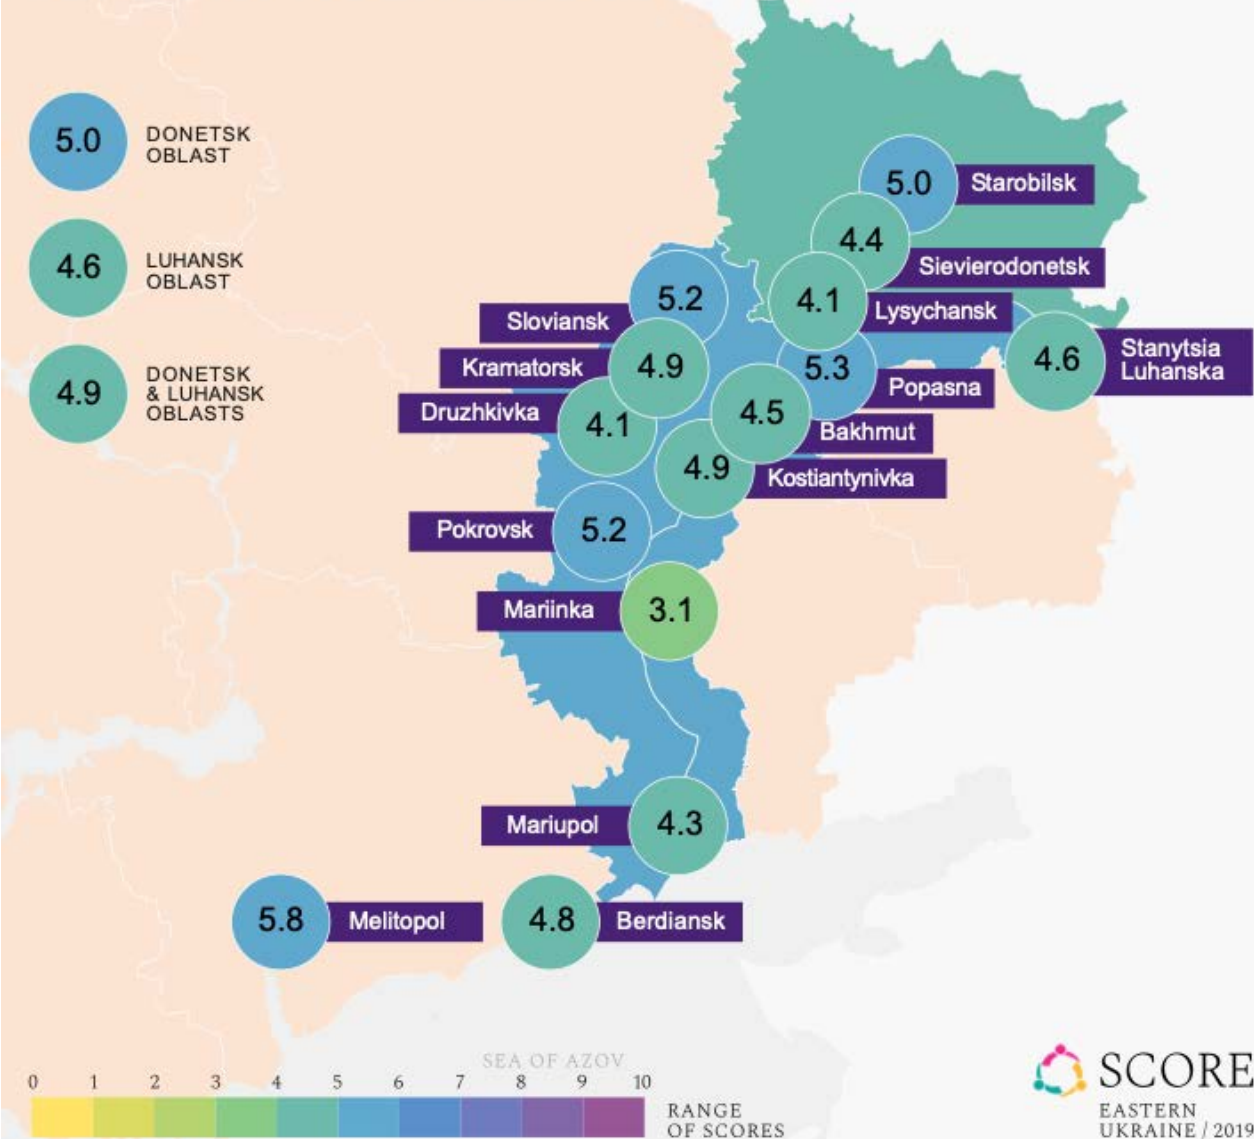 5.0
DONETSK
OBLAST
4.6
LUHANSK
OBLAST
4.9
DONETSK
& LUHANSK
OBLASTS
5.0
Starobilsk
4.4
Sievierodonetsk
5.2
Sloviansk
4.1
Lysychansk
4.9
Kramatorsk
5.3
Popasna
4.6
Stanytsia
Luhanska
4.1
Druzhkivka
4.5
Bakhmut
4.9
Kostiantynivka
5.2
Pokrovsk
3.1
Mariinka
4.3
Mariupol
5.8
Melitopol
4.8
Berdiansk
SEA OF AZOV
0 1 2 3 4 5 6 7 8 9 10
RANGE
OF SCORES
SCORE
EASTERN
UKRAINE / 2019